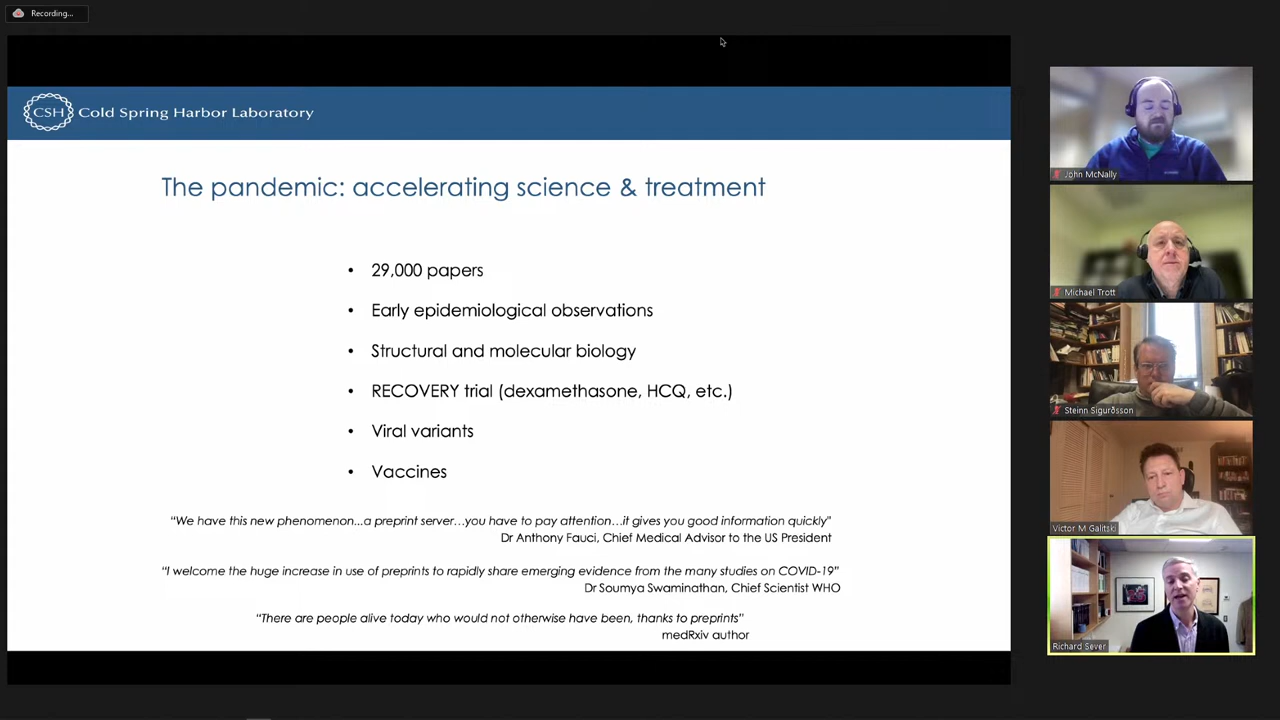 Recording...
CSH Cold Spring Harbor Laboratory
The pandemic: accelerating science & treatment
• 29,000 papers
• Early epidemiological observations
• Structural and molecular biology
• RECOVERY trial (dexamethasone, HCQ, etc.)
• Viral variants
• Vaccines
“We have this new phenomenon...a preprint server…you have to pay attention…it gives you good information quickly”
Dr Anthony Fauci, Chief Medical Advisor to the US President
“I welcome the huge increase in use of preprints to rapidly share emerging evidence from the many studies on COVID-19”
Dr Soumya Swaminathan, Chief Scientist WHO
“There are people alive today who would not otherwise have been, thanks to preprints”
medRxiv author
John McNally
Michael Trott
Steinn Sigurðsson
Victor M Galitski
Richard Sever